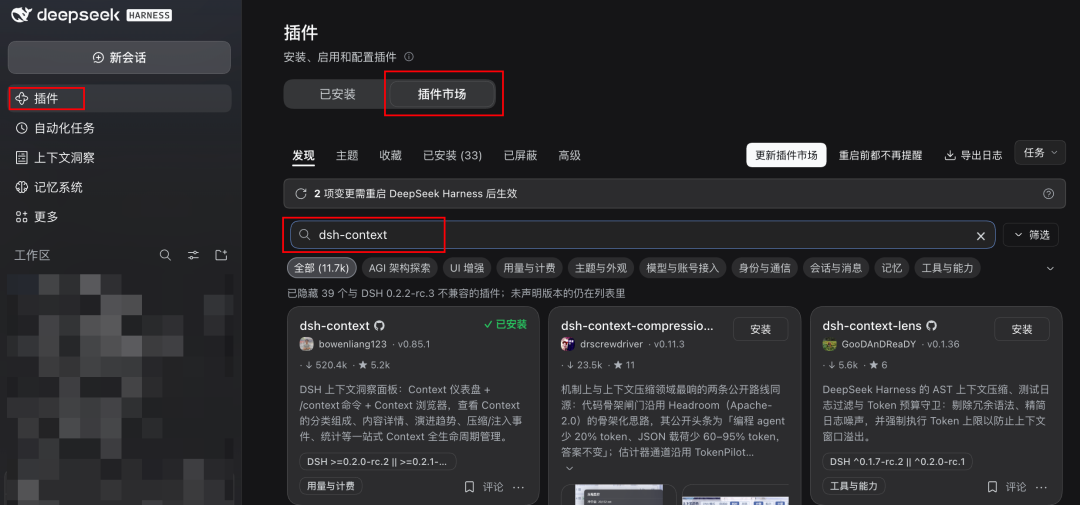 deepseek HARNESS
新会话
插件
自动化任务
上下文洞察
记忆系统
更多
工作区
插件
安装、启用和配置插件
已安装
插件市场
发现 主题 收藏 已安装 (33) 已屏蔽 高级
更新插件市场 重启前都不再提醒 导出日志 任务
2 项变更需重启 DeepSeek Harness 后生效
dsh-context
筛选
全部 (11.7k) AGI 架构探索 UI 增强 用量与计费 主题与外观 模型与账号接入 身份与通信 会话与消息 记忆 工具与能力
已隐藏 39 个与 DSH 0.2.2-rc.3 不兼容的插件；未声明版本的仍在列表里
dsh-context
已安装
bowenliang123 · v0.85.1
· 520.4k · 5.2k
DSH 上下文洞察面板：Context 仪表盘 +
/context命令 + Context 浏览器，查看 Context
的分类组成、内容详情、演进趋势、压缩/注入事
件、统计等一站式 Context 全生命周期管理。
DSH >=0.2.0-rc.2 || >=0.2.1-...
用量与计费
评论
dsh-context-compressio...
安装
drscrewdriver · v0.11.3
· 23.5k · 11
机制上与上下文压缩领域最响的两条公开路线同
源：代码骨架闸门沿用 Headroom（Apache-
2.0）的骨架化思路，其公开头条为「编程 agent
少 20% token、JSON 载荷少 60–95% token，
答案不变」；估计器通道沿用 TokenPilot...
dsh-context-lens
安装
GooDAnDReaDY · v0.1.36
· 5.6k · 6
DeepSeek Harness 的 AST 上下文压缩、测试日
志过滤与 Token 预算守卫：剔除冗余语法、精简
日志噪声，并强制执行 Token 上限以防止上下文
窗口溢出。
DSH ^0.1.7-rc.2 || ^0.2.0-rc.1
工具与能力
评论